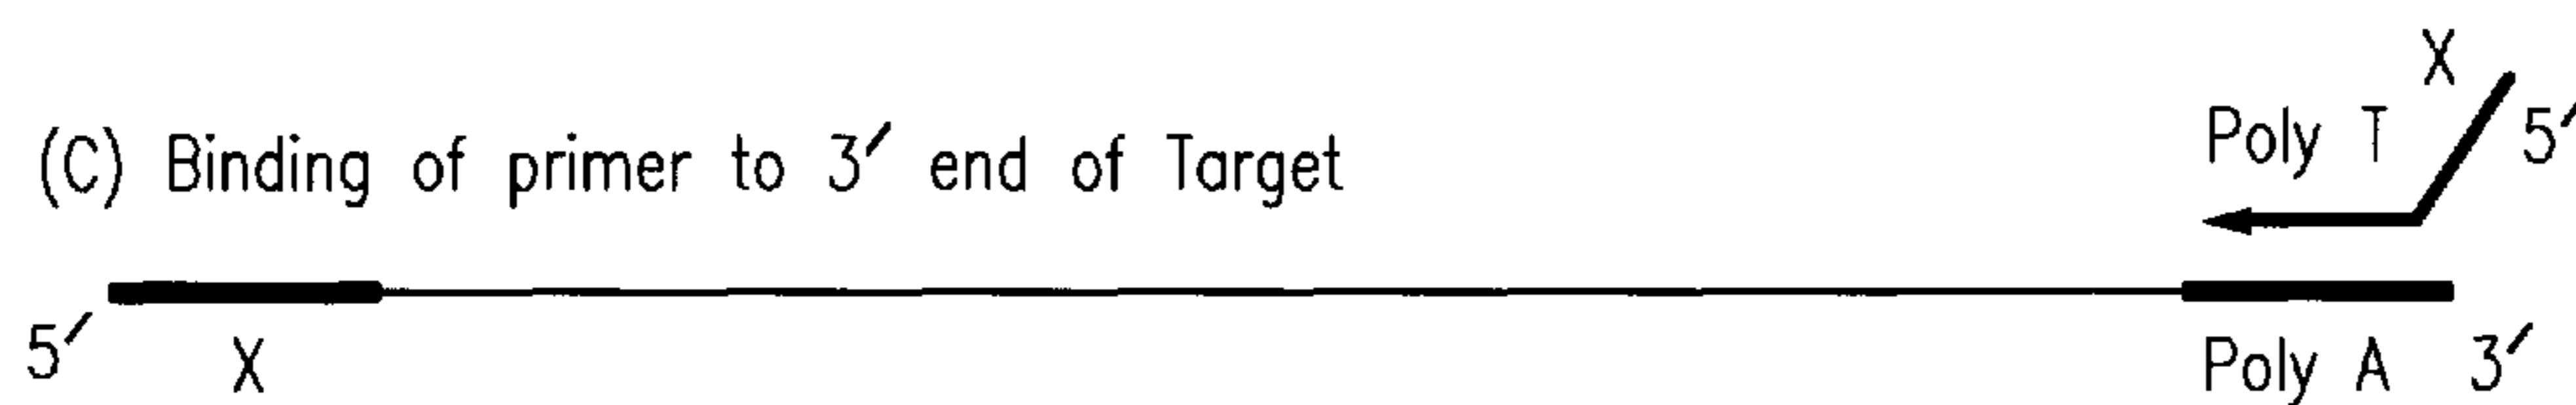 X
(C) Binding of primer to 3′ end of Target
Poly T
5′
5′
X
Poly A
3′